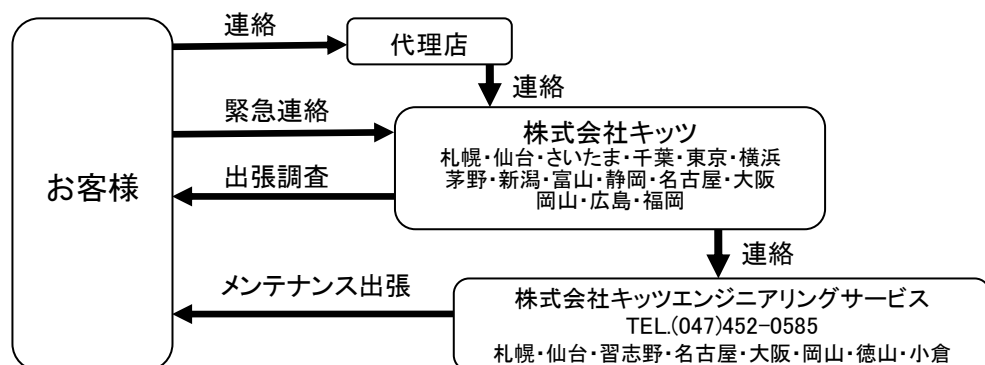 連絡
代理店
連絡
緊急連絡
株式会社キッツ
札幌・仙台・さいたま・千葉・東京・横浜
茅野・新潟・富山・静岡・名古屋・大阪
岡山・広島・福岡
出張調査
お客様
連絡
メンテナンス出張
株式会社キッツエンジニアリングサービス
TEL.(047)452-0585
札幌・仙台・習志野・名古屋・大阪・岡山・徳山・小倉